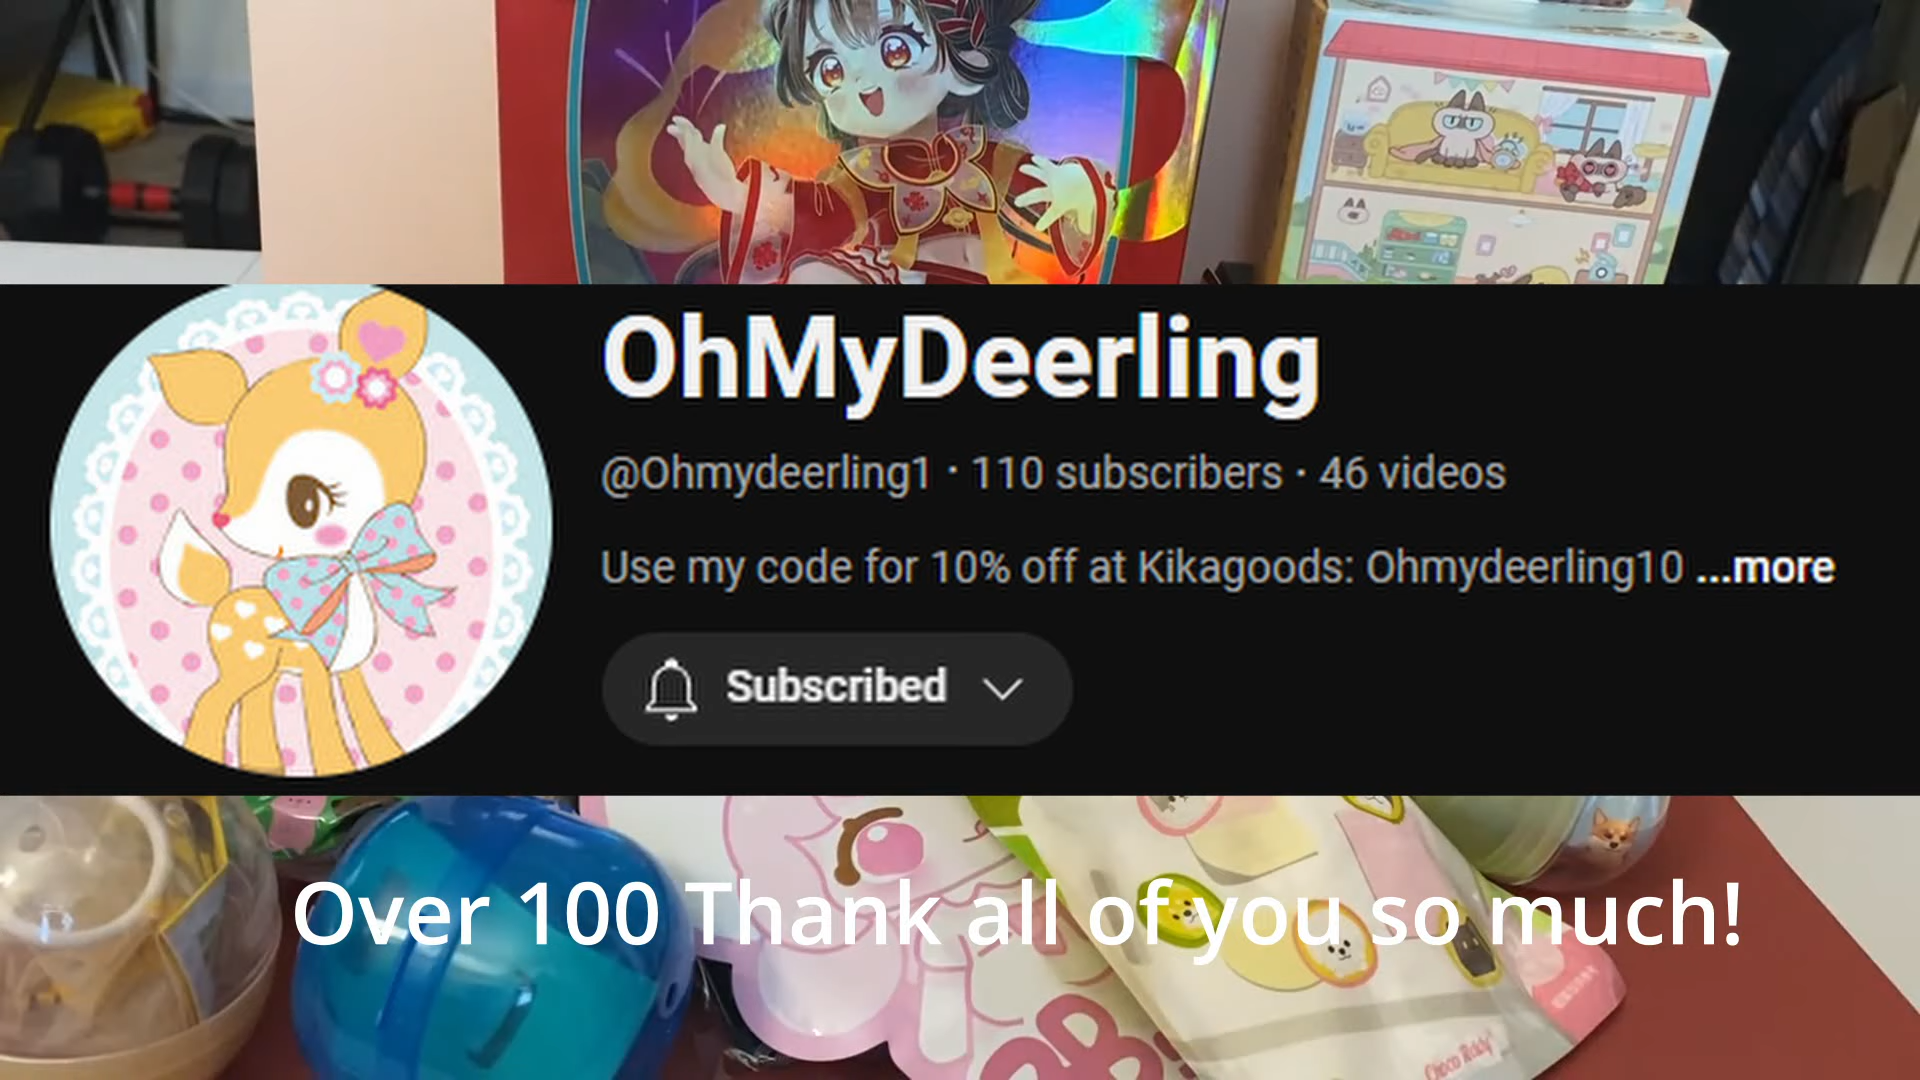 OhMyDeerling
@Ohmydeerling1 · 110 subscribers · 46 videos
Use my code for 10% off at Kikagoods: Ohmydeerling10 ...more
Subscribed
Over 100 Thank all of you so much!